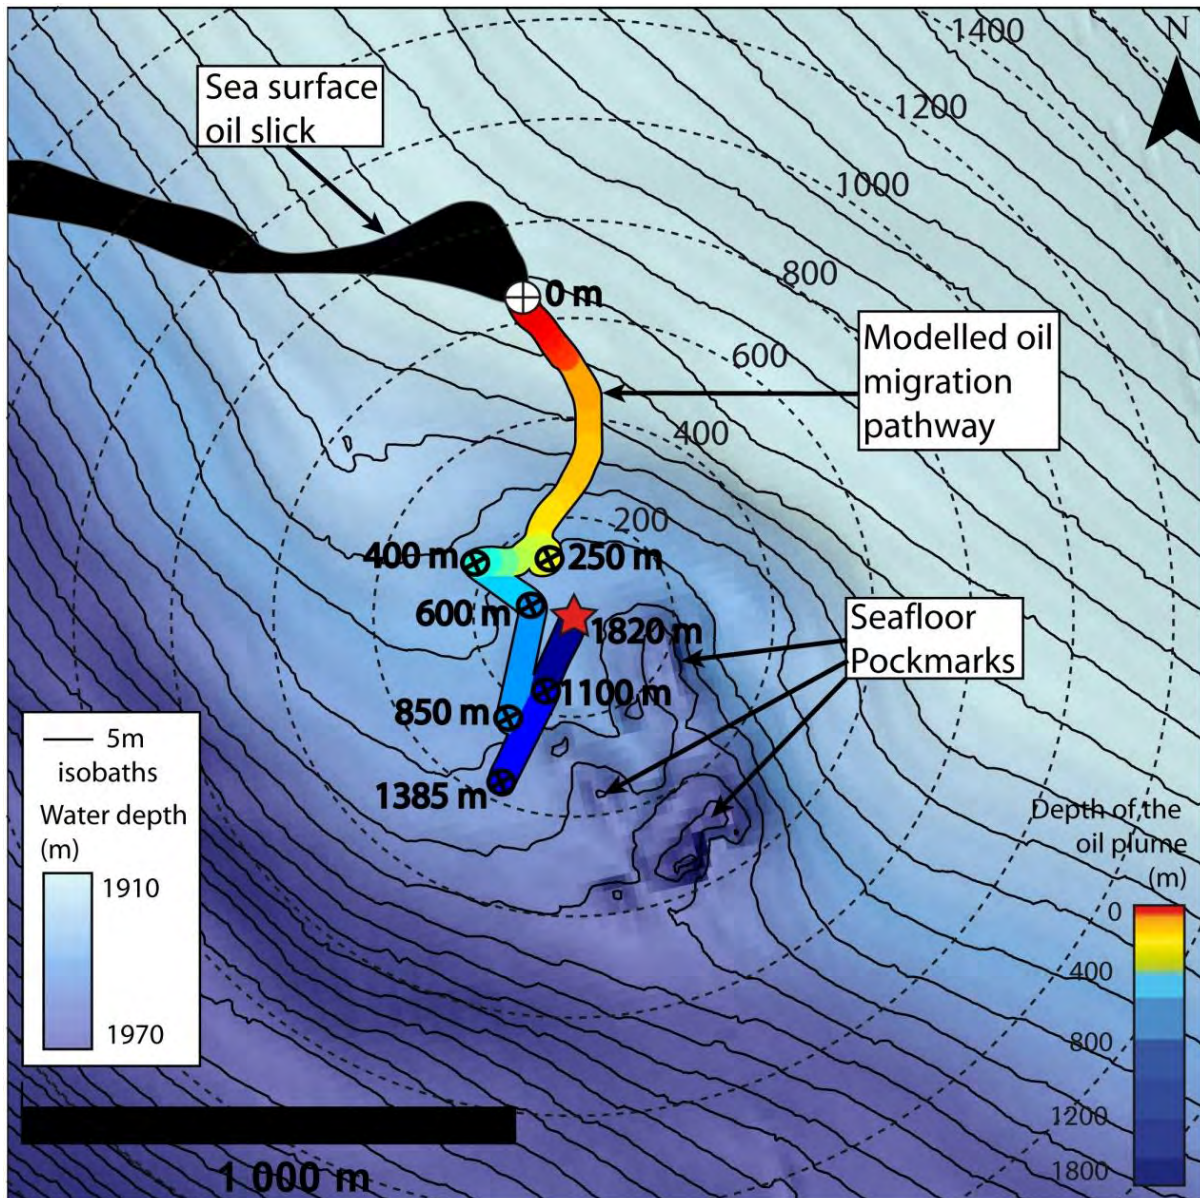 1400
N
Sea surface
oil slick
1200
1000
800
0 m
600
Modelled oil
migration
pathway
400
200
400 m
250 m
600 m
1820 m
Seafloor
Pockmarks
1100 m
850 m
1385 m
5m
isobaths
Water depth
(m)
1910
1970
Depth of the
oil plume
(m)
0
400
800
1200
1800
1 000 m